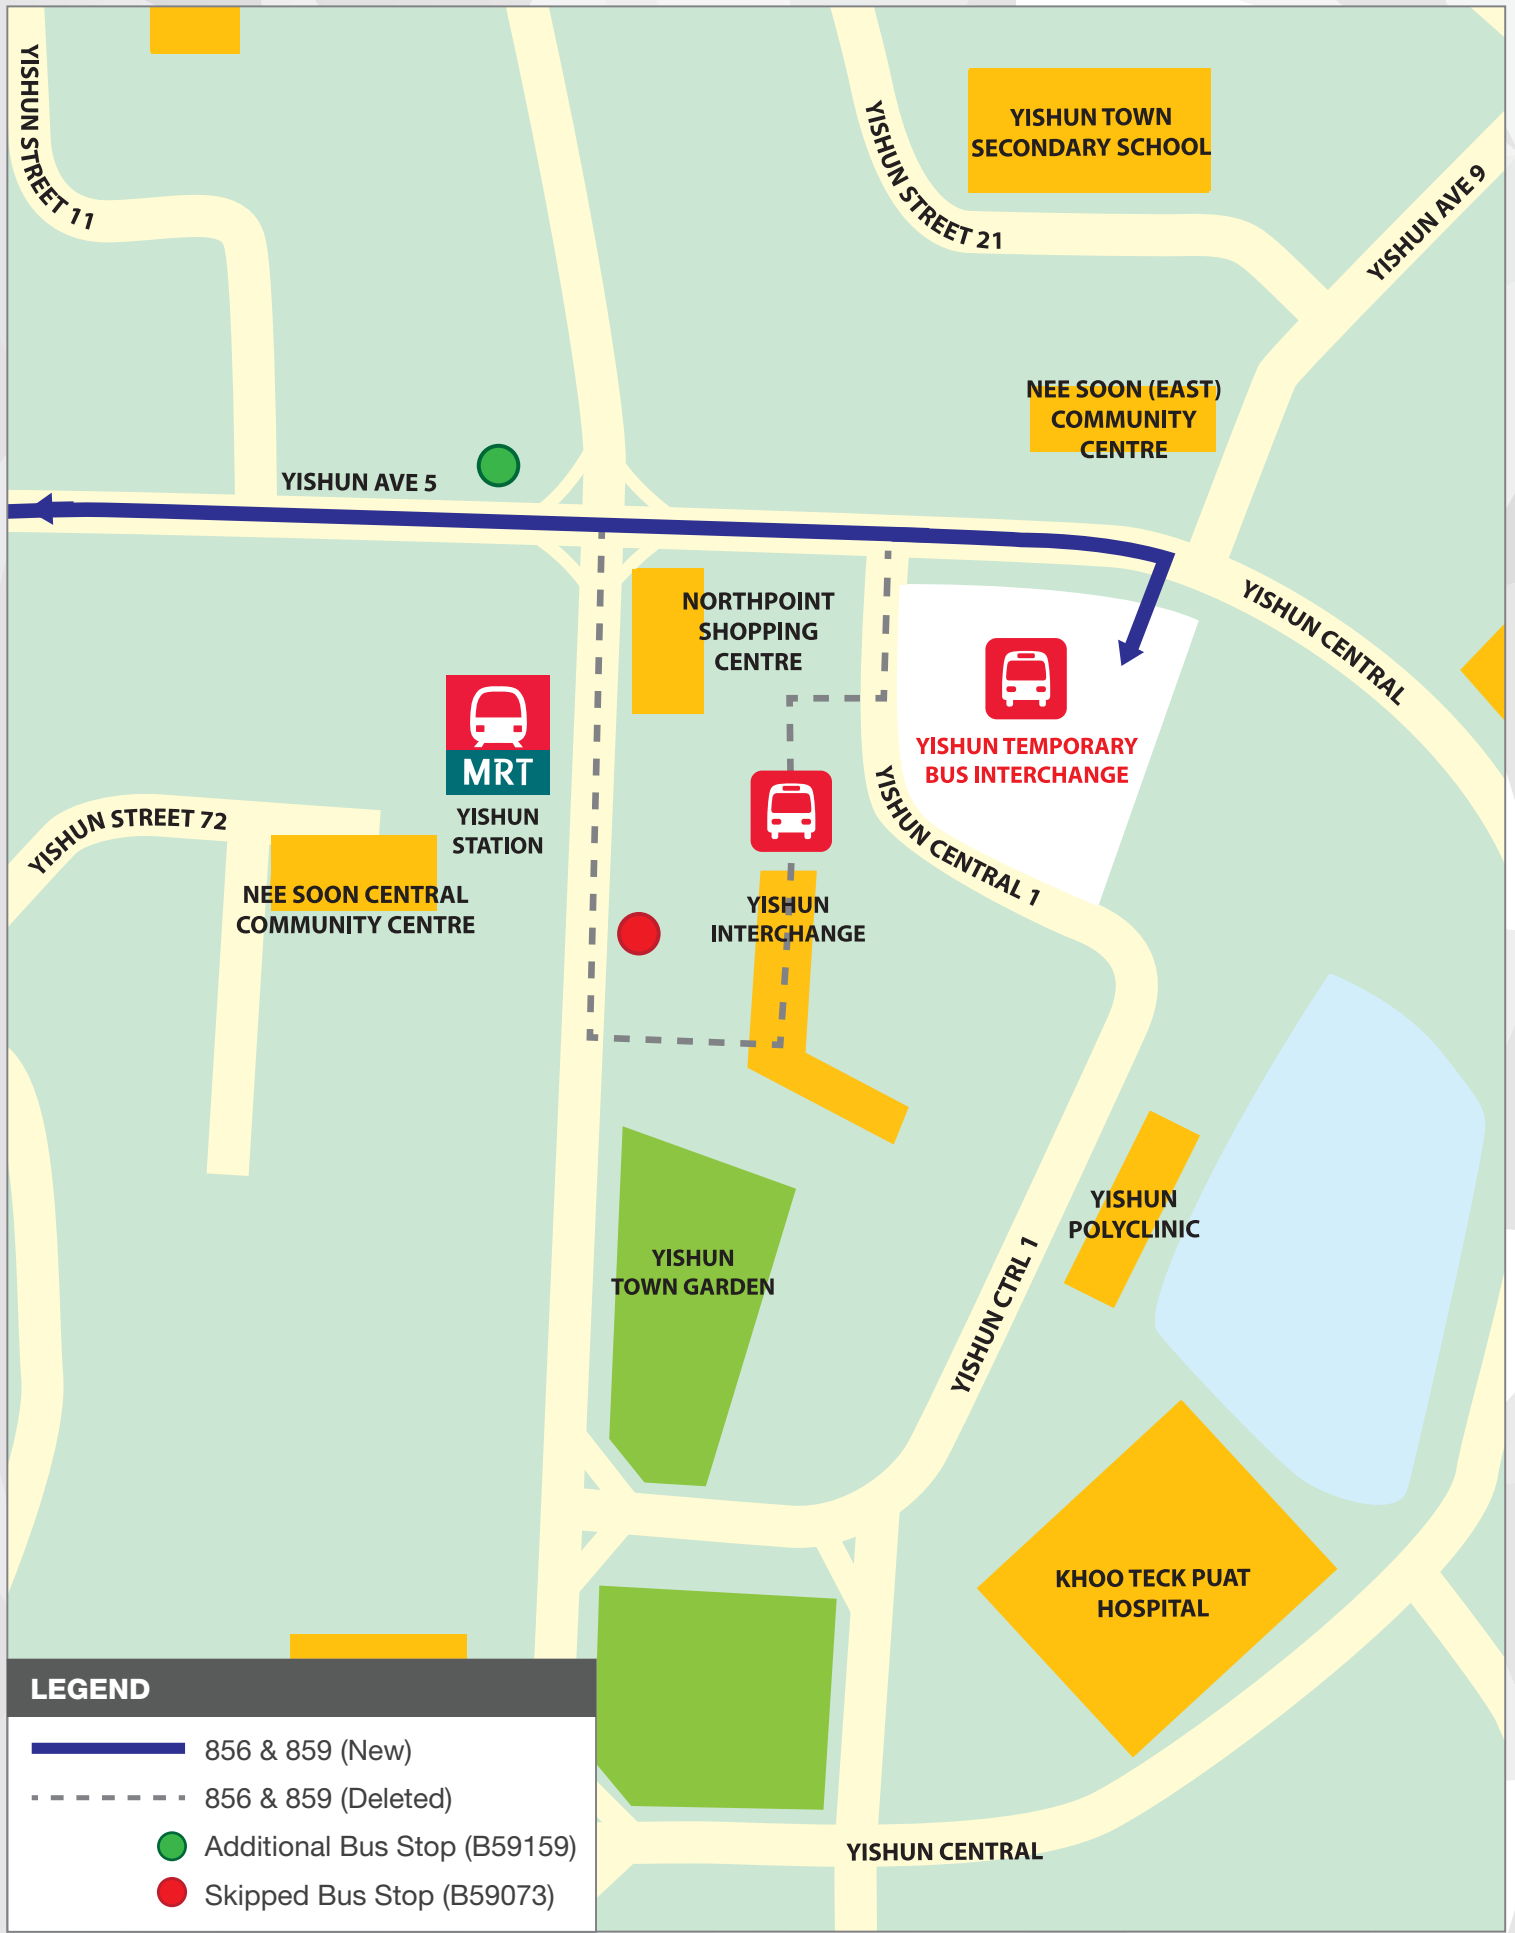 YISHUN STREET 11
YISHUN STREET 21
YISHUN TOWN
SECONDARY SCHOOL
YISHUN AVE 9
NEE SOON (EAST)
COMMUNITY
CENTRE
YISHUN AVE 5
NORTHPOINT
SHOPPING
CENTRE
YISHUN CENTRAL
MRT
YISHUN
STATION
YISHUN TEMPORARY
BUS INTERCHANGE
YISHUN STREET 72
YISHUN CENTRAL 1
NEE SOON CENTRAL
COMMUNITY CENTRE
YISHUN
INTERCHANGE
YISHUN
POLYCLINIC
YISHUN
TOWN GARDEN
YISHUN CTRL 1
KHOO TECK PUAT
HOSPITAL
LEGEND
856 & 859 (New)
856 & 859 (Deleted)
Additional Bus Stop (B59159)
Skipped Bus Stop (B59073)
YISHUN CENTRAL